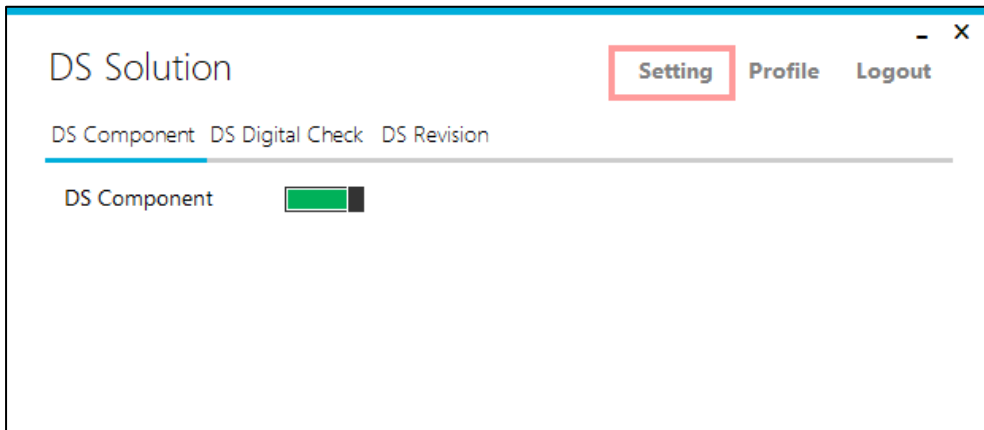 DS Solution
Setting Profile Logout
DS Component DS Digital Check DS Revision
DS Component